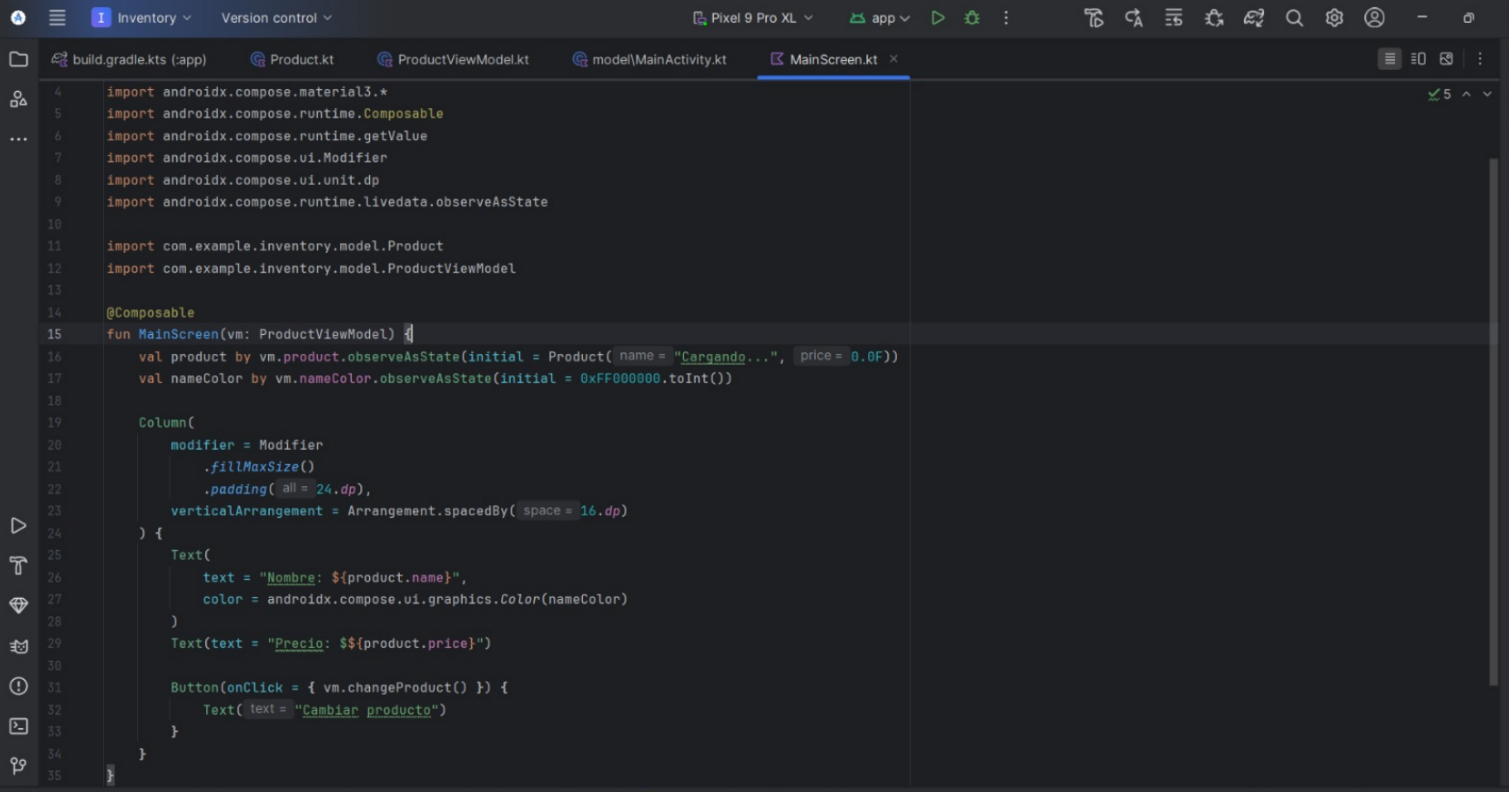 I Inventory Version control Pixel 9 Pro XL app
build.gradle.kts (:app) Product.kt ProductViewModel.kt model\MainActivity.kt MainScreen.kt
5
4 import androidx.compose.material3.*
5 import androidx.compose.runtime.Composable
6 import androidx.compose.runtime.getValue
7 import androidx.compose.ui.Modifier
8 import androidx.compose.ui.unit.dp
9 import androidx.compose.runtime.livedata.observeAsState
10
11 import com.example.inventory.model.Product
12 import com.example.inventory.model.ProductViewModel
13
14 @Composable
15 fun MainScreen(vm: ProductViewModel) {
16 val product by vm.product.observeAsState(initial = Product( name = "Cargando...", price = 0.0F))
17 val nameColor by vm.nameColor.observeAsState(initial = 0xFF000000.toInt())
18
19 Column(
20 modifier = Modifier
21 .fillMaxSize()
22 .padding( all = 24.dp),
23 verticalArrangement = Arrangement.spacedBy( space = 16.dp)
24 ) {
25 Text(
26 text = "Nombre: ${product.name}",
27 color = androidx.compose.ui.graphics.Color(nameColor)
28 )
29 Text(text = "Precio: $${product.price}")
30
31 Button(onClick = { vm.changeProduct() }) {
32 Text( text = "Cambiar producto")
33 }
34 }
35 }